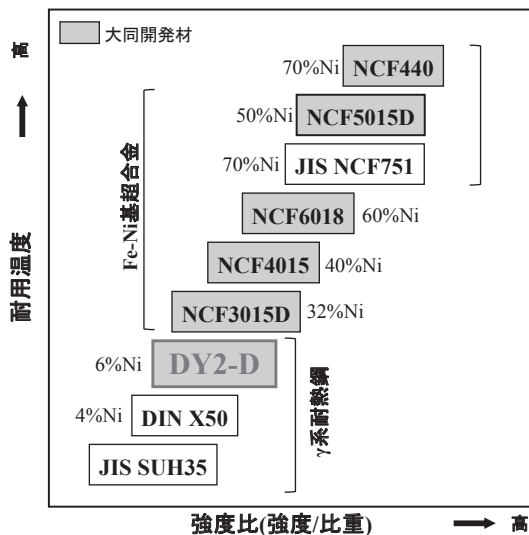 大同開発材
高
70%Ni NCF440
50%Ni NCF5015D
70%Ni JIS NCF751
NCF6018 60%Ni
NCF4015 40%Ni
NCF3015D 32%Ni
6%Ni DY2-D
4%Ni DIN X50
JIS SUH35
Fe-Ni基超合金
γ系耐熱鋼
耐用温度
強度比(強度/比重) 高